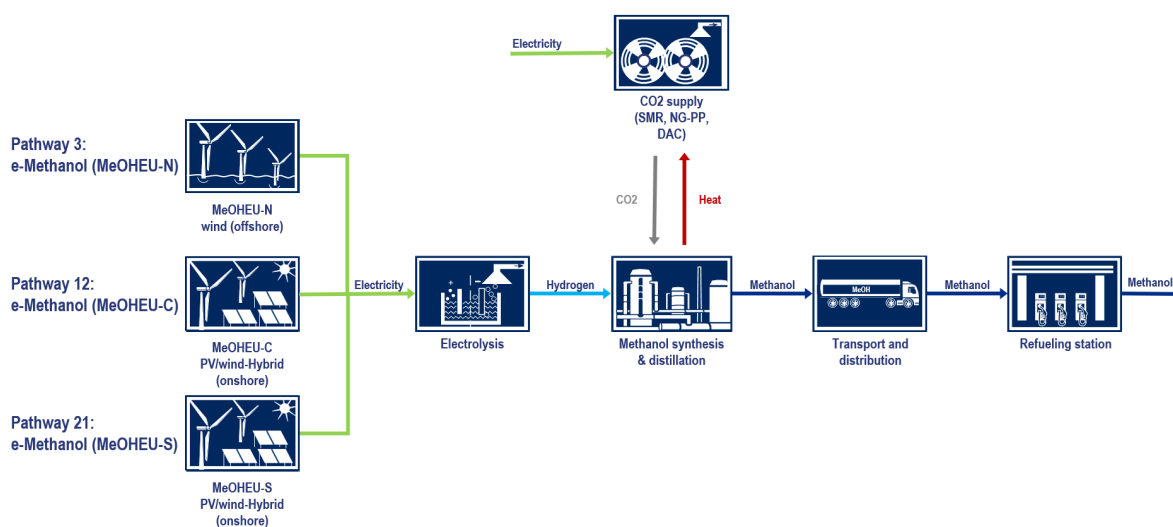 Electricity
CO2 supply
(SMR, NG-PP,
DAC)
Pathway 3:
e-Methanol (MeOHEU-N)
MeOHEU-N
wind (offshore)
CO2
Heat
Pathway 12:
e-Methanol (MeOHEU-C)
MeOHEU-C
PV/wind-Hybrid
(onshore)
Electricity
Electrolysis
Hydrogen
Methanol synthesis
& distillation
Methanol
MeOH
Transport and
distribution
Methanol
Refueling station
Methanol
Pathway 21:
e-Methanol (MeOHEU-S)
MeOHEU-S
PV/wind-Hybrid
(onshore)